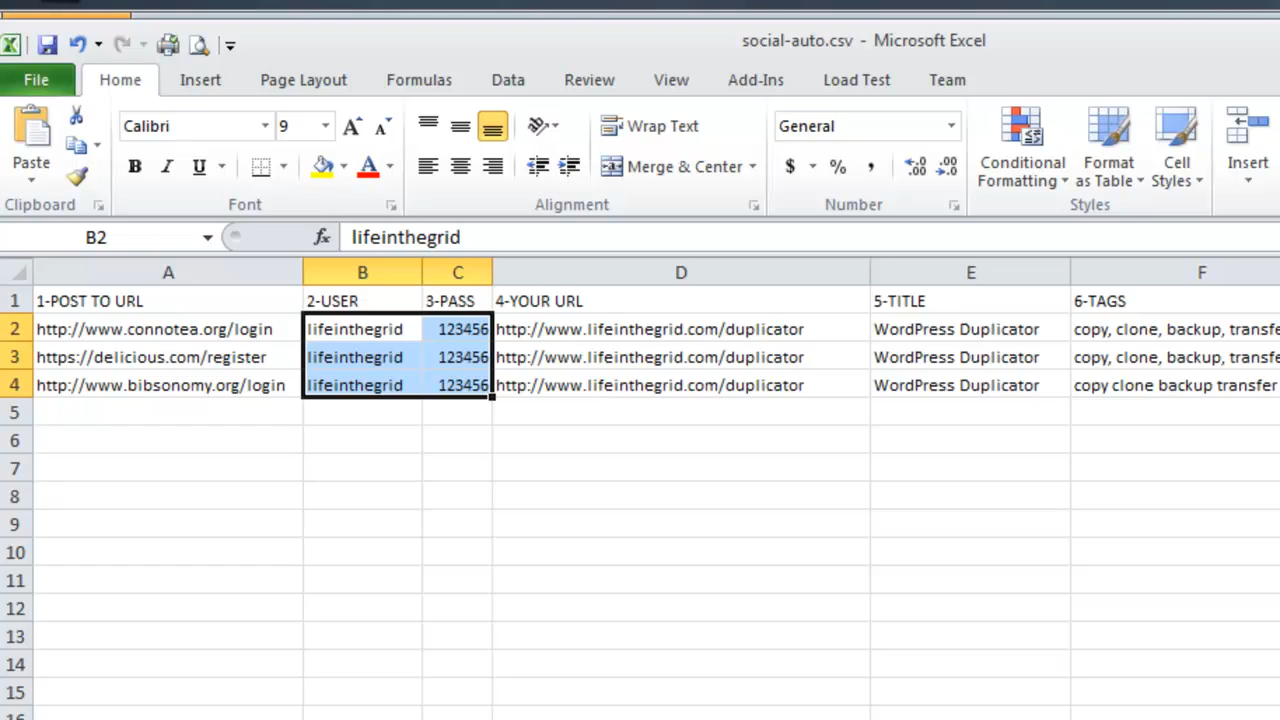 social-auto.csv - Microsoft Excel
File Home Insert Page Layout Formulas Data Review View Add-Ins Load Test Team
Calibri 9 Wrap Text General
Paste Merge & Center $ % , Conditional Formatting Format as Table Cell Styles Insert
Clipboard Font Alignment Number Styles
B2 fx lifeinthegrid
A B C D E F
1 1-POST TO URL 2-USER 3-PASS 4-YOUR URL 5-TITLE 6-TAGS
2 http://www.connotea.org/login lifeinthegrid 123456 http://www.lifeinthegrid.com/duplicator WordPress Duplicator copy, clone, backup, transfe
3 https://delicious.com/register lifeinthegrid 123456 http://www.lifeinthegrid.com/duplicator WordPress Duplicator copy, clone, backup, transfe
4 http://www.bibsonomy.org/login lifeinthegrid 123456 http://www.lifeinthegrid.com/duplicator WordPress Duplicator copy clone backup transfer
5
6
7
8
9
10
11
12
13
14
15
16